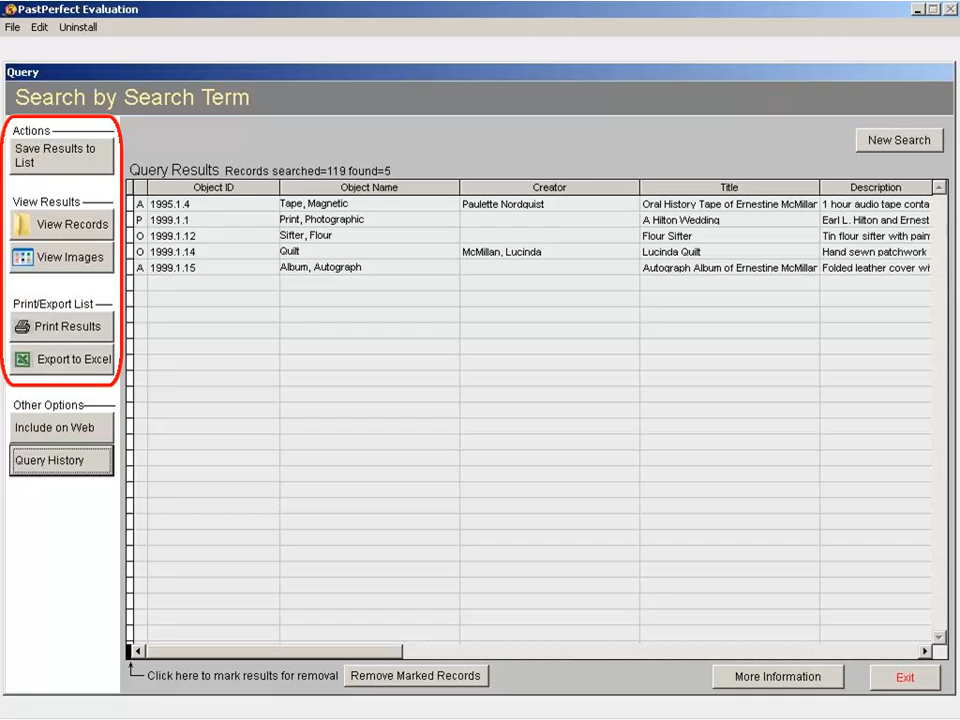 PastPerfect Evaluation
File Edit Uninstall
Query
Search by Search Term
Actions
Save Results to
List
View Results
View Records
View Images
Print/Export List
Print Results
Export to Excel
Other Options
Include on Web
Query History
New Search
Query Results Records searched=119 found=5
Object ID Object Name Creator Title Description
A 1995.1.4 Tape, Magnetic Paulette Nordquist Oral History Tape of Ernestine McMillar 1 hour audio tape conta
P 1999.1.1 Print, Photographic A Hilton Wedding Earl L. Hilton and Ernest
O 1999.1.12 Sifter, Flour Flour Sifter Tin flour sifter with pain
O 1999.1.14 Quilt McMillan, Lucinda Lucinda Quilt Hand sewn patchwork
A 1999.1.15 Album, Autograph Autograph Album of Ernestine McMillar Folded leather cover wi
Click here to mark results for removal Remove Marked Records More Information Exit